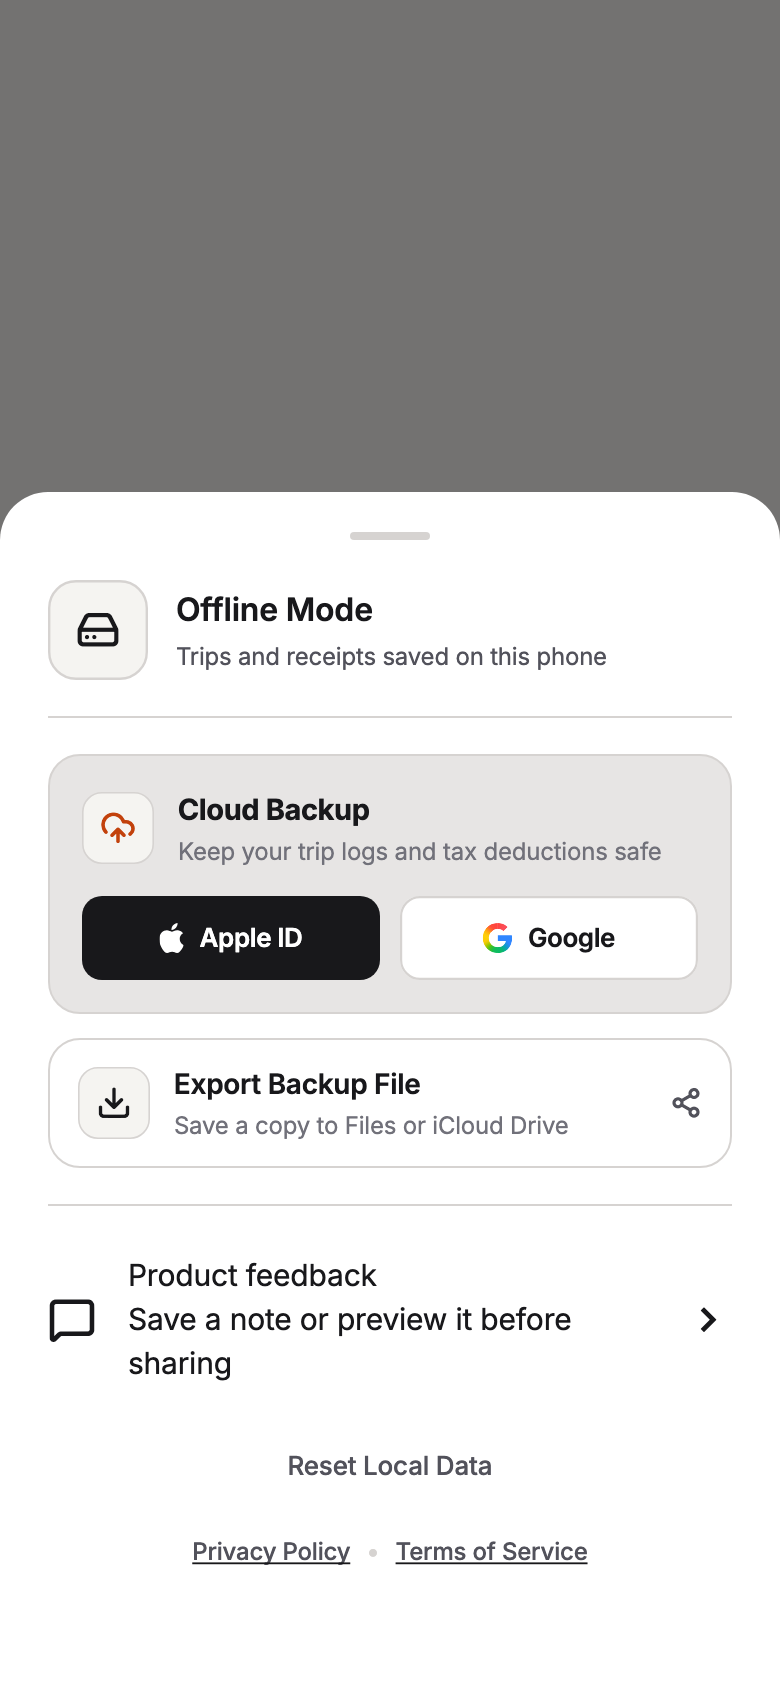 Offline Mode
Trips and receipts saved on this phone
Cloud Backup
Keep your trip logs and tax deductions safe
Apple ID
Google
Export Backup File
Save a copy to Files or iCloud Drive
Product feedback
Save a note or preview it before
sharing
Reset Local Data
Privacy Policy • Terms of Service